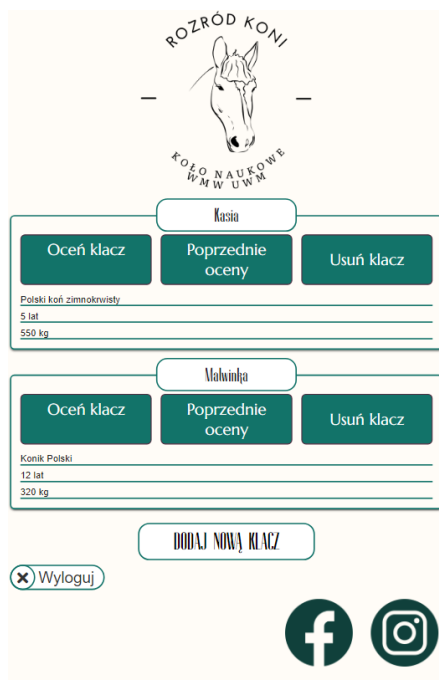 ROZRÓD KONI
KOŁO NAUKOWE
WMW UWM
Kasia
Oceń klacz
Poprzednie
oceny
Usuń klacz
Polski koń zimnokrwisty
5 lat
550 kg
Malwinka
Oceń klacz
Poprzednie
oceny
Usuń klacz
Konik Polski
12 lat
320 kg
DODAJ NOWĄ KLACZ
Wyloguj